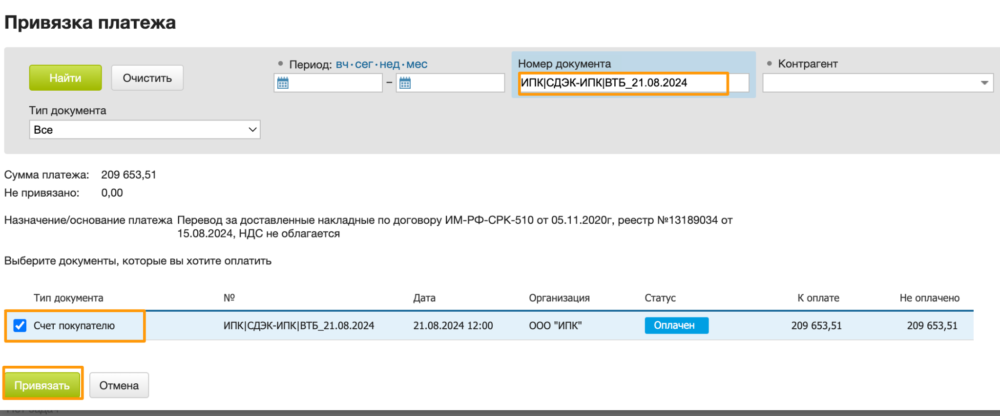 Привязка платежа
Найти
Очистить
Период: вч·сег·нед·мес
–
Номер документа
ИПК|СДЭК-ИПК|ВТБ_21.08.2024
Контрагент
Тип документа
Все
Сумма платежа: 209 653,51
Не привязано: 0,00
Назначение/основание платежа Перевод за доставленные накладные по договору ИМ-РФ-СРК-510 от 05.11.2020г, реестр №13189034 от
15.08.2024, НДС не облагается
Выберите документы, которые вы хотите оплатить
Тип документа № Дата Организация Статус К оплате Не оплачено
Счет покупателю ИПК|СДЭК-ИПК|ВТБ_21.08.2024 21.08.2024 12:00 ООО "ИПК" Оплачен 209 653,51 209 653,51
Привязать Отмена